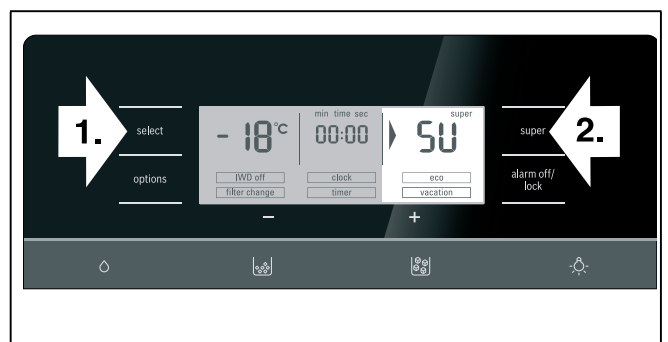 1.
select
options
- 18°C
min time sec
00:00
super
SU
IWD off
clock
eco
filter change
timer
vacation
super
2.
alarm off/
lock
−
+